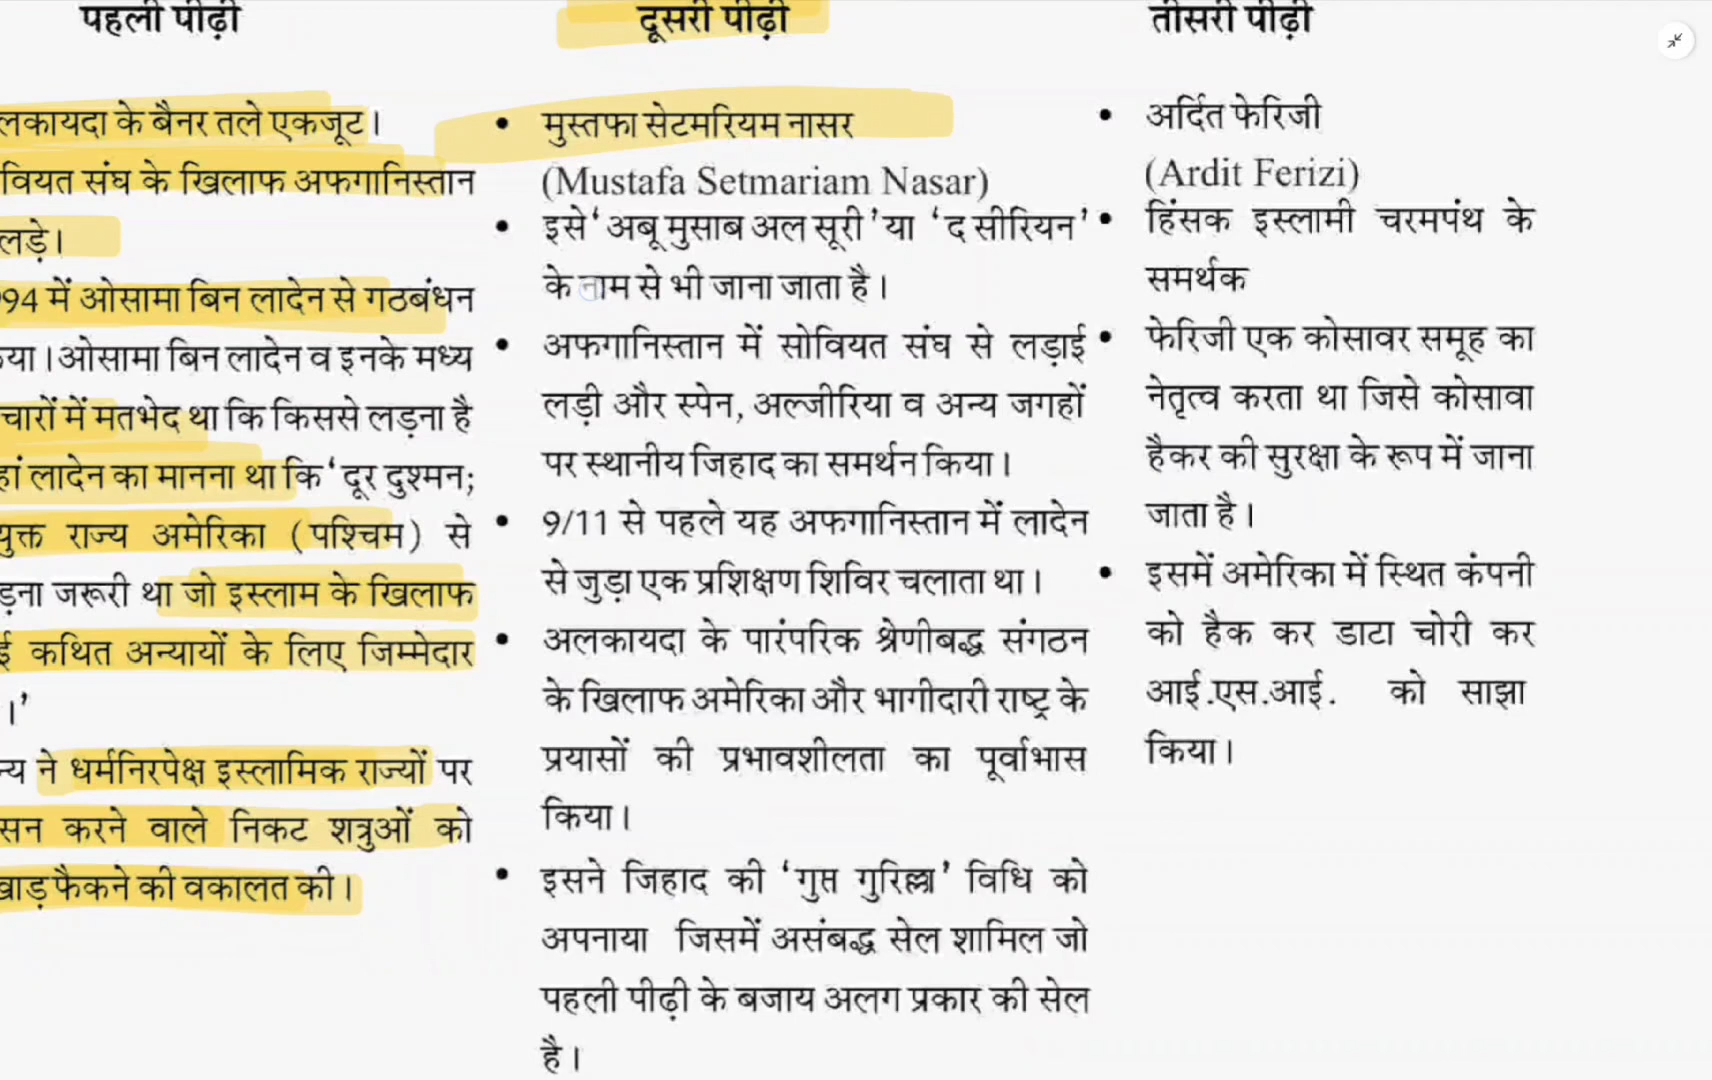 पहली पीढ़ी
लकायदा के बैनर तले एकजूट।
वियत संघ के खिलाफ अफगानिस्तान
लड़े।
94 में ओसामा बिन लादेन से गठबंधन
या।ओसामा बिन लादेन व इनके मध्य
चारों में मतभेद था कि किससे लड़ना है
हां लादेन का मानना था कि ‘दूर दुश्मन;
युक्त राज्य अमेरिका (पश्चिम) से
ड़ना जरूरी था जो इस्लाम के खिलाफ
ई कथित अन्यायों के लिए जिम्मेदार
।’
न्य ने धर्मनिरपेक्ष इस्लामिक राज्यों पर
सन करने वाले निकट शत्रुओं को
खाड़ फैकने की वकालत की।
दूसरी पीढ़ी
• मुस्तफा सेटमरियम नासर
(Mustafa Setmariam Nasar)
• इसे ‘अबू मुसाब अल सूरी’ या ‘द सीरियन’
के नाम से भी जाना जाता है।
• अफगानिस्तान में सोवियत संघ से लड़ाई
लड़ी और स्पेन, अल्जीरिया व अन्य जगहों
पर स्थानीय जिहाद का समर्थन किया।
• 9/11 से पहले यह अफगानिस्तान में लादेन
से जुड़ा एक प्रशिक्षण शिविर चलाता था।
• अलकायदा के पारंपरिक श्रेणीबद्ध संगठन
के खिलाफ अमेरिका और भागीदारी राष्ट्र के
प्रयासों की प्रभावशीलता का पूर्वाभास
किया।
• इसने जिहाद की ‘गुप्त गुरिल्ला’ विधि को
अपनाया जिसमें असंबद्ध सेल शामिल जो
पहली पीढ़ी के बजाय अलग प्रकार की सेल
है।
तीसरी पीढ़ी
• अर्दित फेरिजी
(Ardit Ferizi)
• हिंसक इस्लामी चरमपंथ के
समर्थक
• फेरिजी एक कोसावर समूह का
नेतृत्व करता था जिसे कोसावा
हैकर की सुरक्षा के रूप में जाना
जाता है।
• इसमें अमेरिका में स्थित कंपनी
को हैक कर डाटा चोरी कर
आई.एस.आई. को साझा
किया।